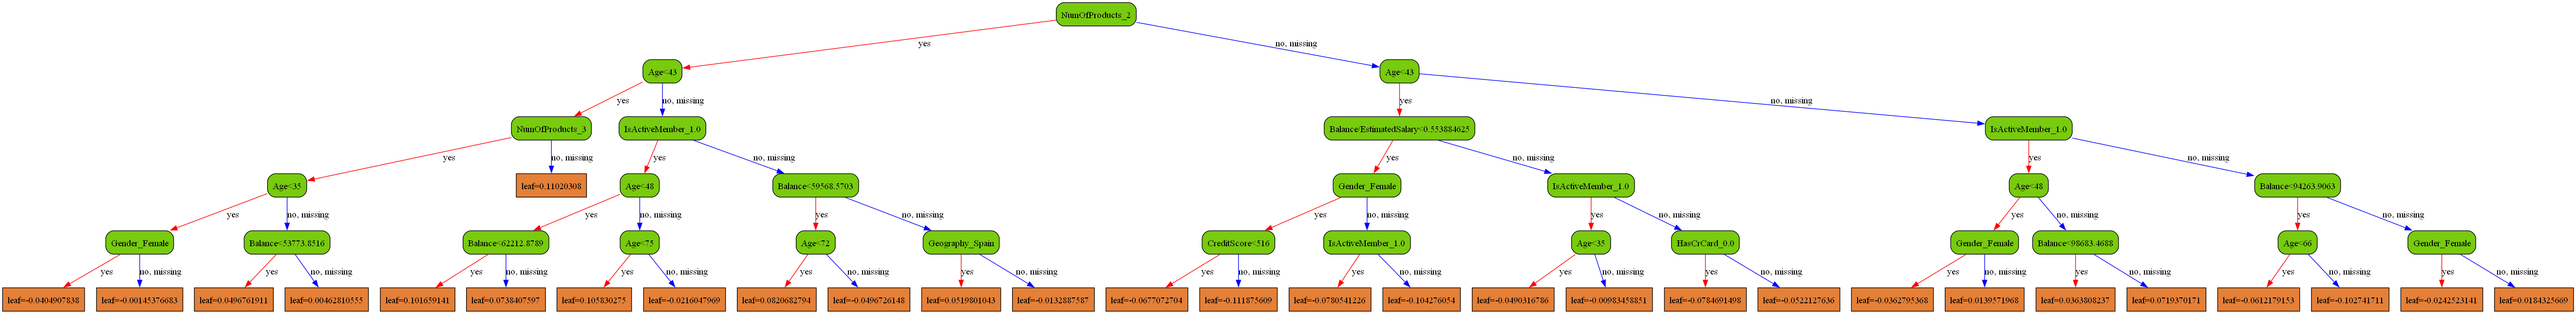 NumOfProducts_2
yes
no, missing
Age<43
Age<43
yes
no, missing
yes
no, missing
NumOfProducts_3
IsActiveMember_1.0
Balance/EstimatedSalary<0.553884625
IsActiveMember_1.0
yes
no, missing
yes
no, missing
yes
no, missing
yes
no, missing
Age<35
leaf=0.11020308
Age<48
Balance<59568.5703
Gender_Female
IsActiveMember_1.0
Age<48
Balance<94263.9063
yes
no, missing
yes
no, missing
yes
no, missing
yes
no, missing
yes
no, missing
yes
no, missing
yes
no, missing
Gender_Female
Balance<53773.8516
Balance<62212.8789
Age<75
Age<72
Geography_Spain
CreditScore<516
IsActiveMember_1.0
Age<35
HasCrCard_0.0
Gender_Female
Balance<98683.4688
Age<66
Gender_Female
yes
no, missing
yes
no, missing
yes
no, missing
yes
no, missing
yes
no, missing
yes
no, missing
yes
no, missing
yes
no, missing
yes
no, missing
yes
no, missing
yes
no, missing
yes
no, missing
yes
no, missing
yes
no, missing
leaf=-0.0404907838
leaf=-0.00145376683
leaf=0.0496761911
leaf=0.00462810555
leaf=0.101659141
leaf=0.0738407597
leaf=0.105830275
leaf=-0.0216047969
leaf=0.0820682794
leaf=-0.0496726148
leaf=0.0519801043
leaf=-0.0132887587
leaf=-0.0677072704
leaf=-0.111875609
leaf=-0.0780541226
leaf=-0.104276054
leaf=-0.0490316786
leaf=-0.00983458851
leaf=-0.0784691498
leaf=-0.0522127636
leaf=-0.0362795368
leaf=0.0139571968
leaf=0.0363808237
leaf=0.0719370171
leaf=-0.0612179153
leaf=-0.102741711
leaf=-0.0242523141
leaf=0.0184325669